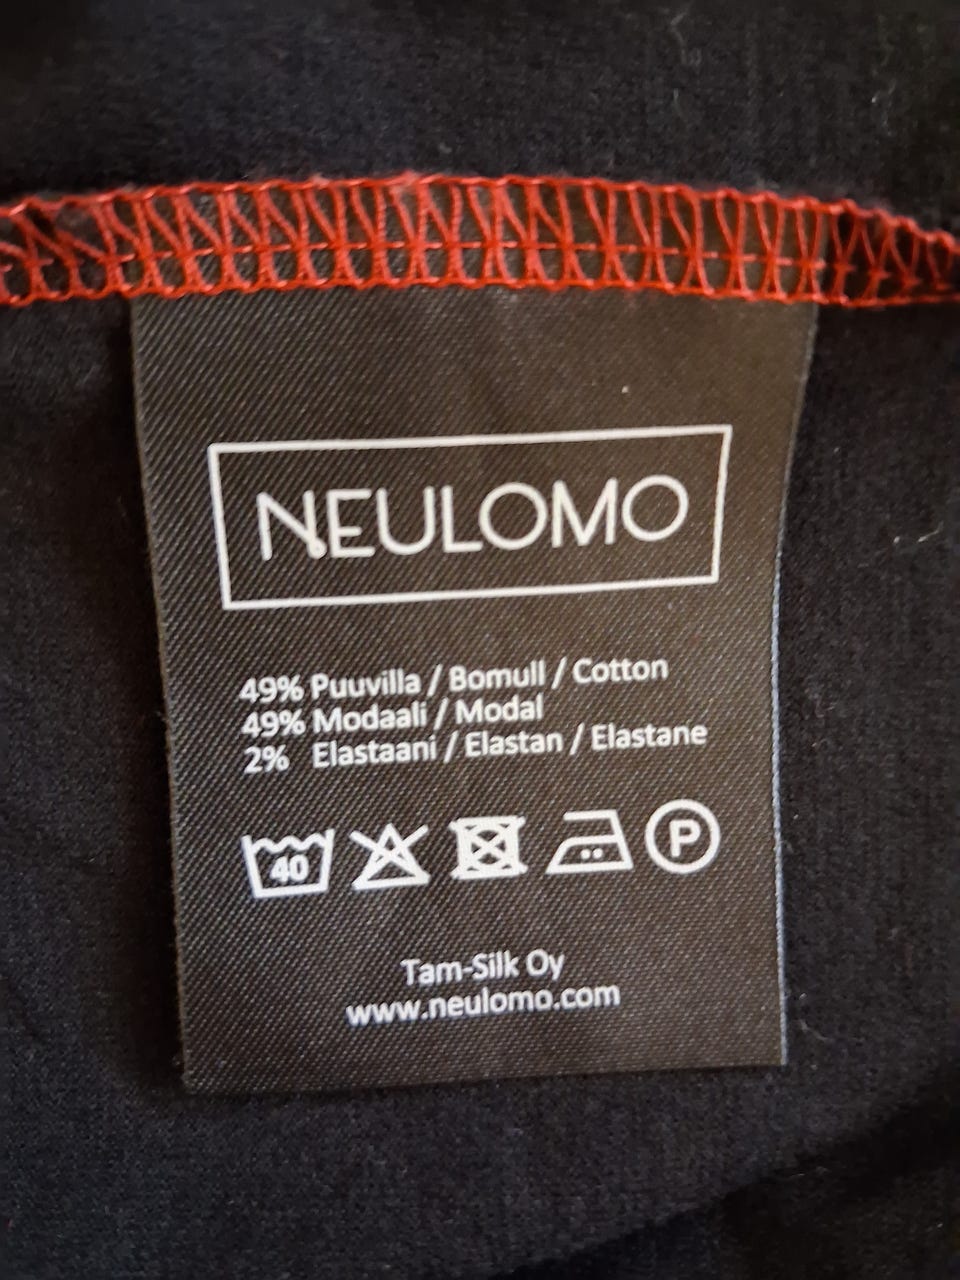 NEULOMO
49% Puuvilla / Bomull / Cotton
49% Modaali / Modal
2% Elastaani / Elastan / Elastane
40 P
Tam-Silk Oy
www.neulomo.com